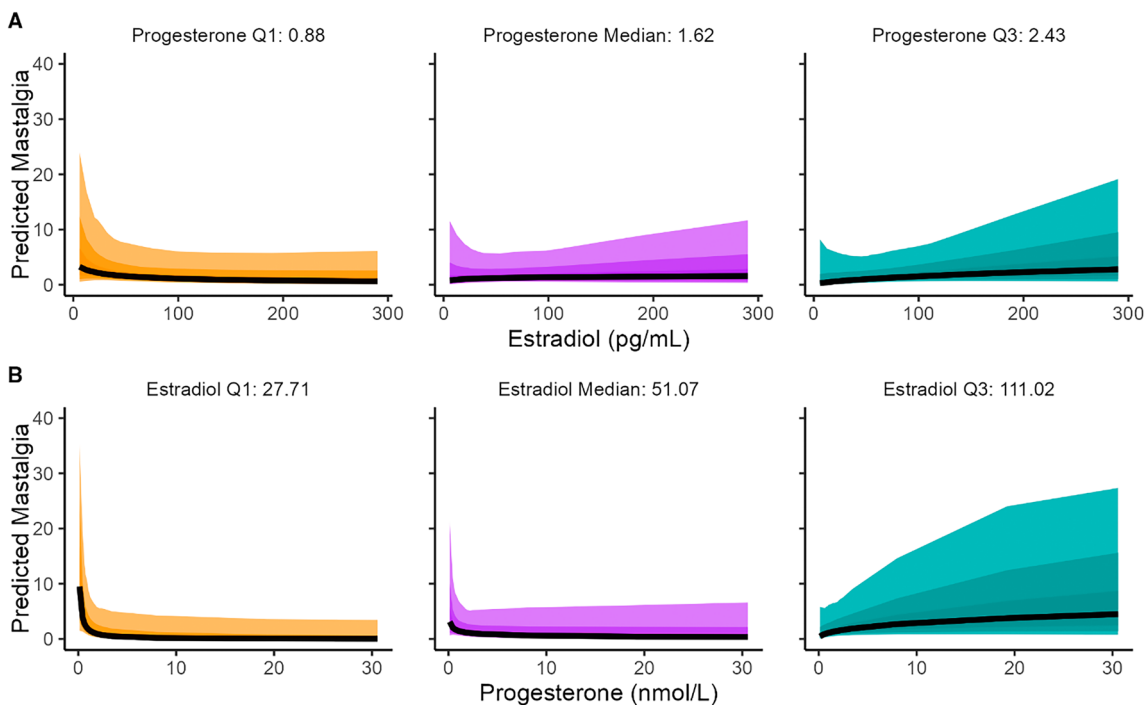 A
Progesterone Q1: 0.88 Progesterone Median: 1.62 Progesterone Q3: 2.43
Predicted Mastalgia
40
30
20
10
0
0 100 200 300 0 100 200 300 0 100 200 300
Estradiol (pg/mL)
B
Estradiol Q1: 27.71 Estradiol Median: 51.07 Estradiol Q3: 111.02
Predicted Mastalgia
40
30
20
10
0
0 10 20 30 0 10 20 30 0 10 20 30
Progesterone (nmol/L)